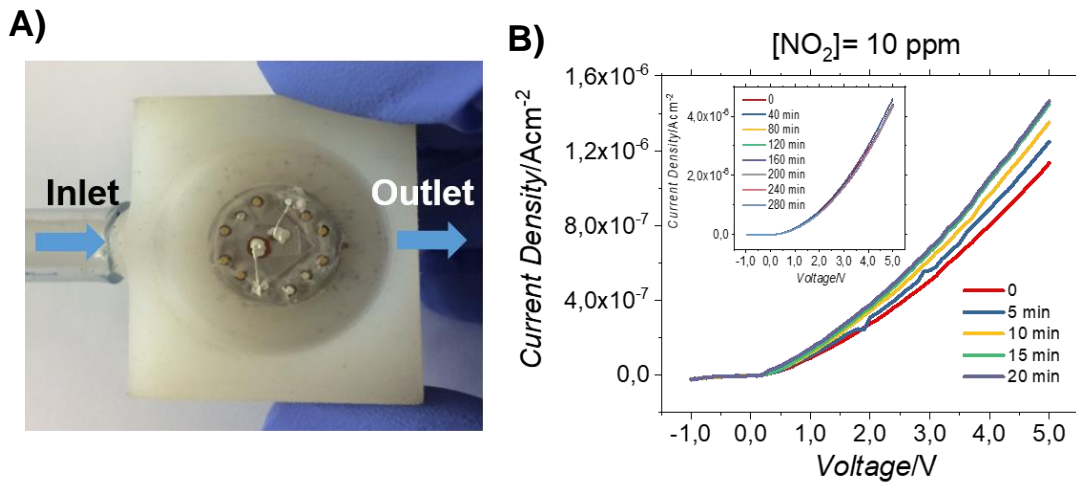 A)
Inlet
Outlet
B)
[NO₂]= 10 ppm
Current Density/Acm⁻²
1,6x10⁻⁶
1,2x10⁻⁶
8,0x10⁻⁷
4,0x10⁻⁷
0,0
-1,0 0,0 1,0 2,0 3,0 4,0 5,0
Voltage/V
0
5 min
10 min
15 min
20 min
Current Density/Acm⁻²
4,0x10⁻⁶
2,0x10⁻⁶
0,0
-1,0 0,0 1,0 2,0 3,0 4,0 5,0
Voltage/V
0
40 min
80 min
120 min
160 min
200 min
240 min
280 min